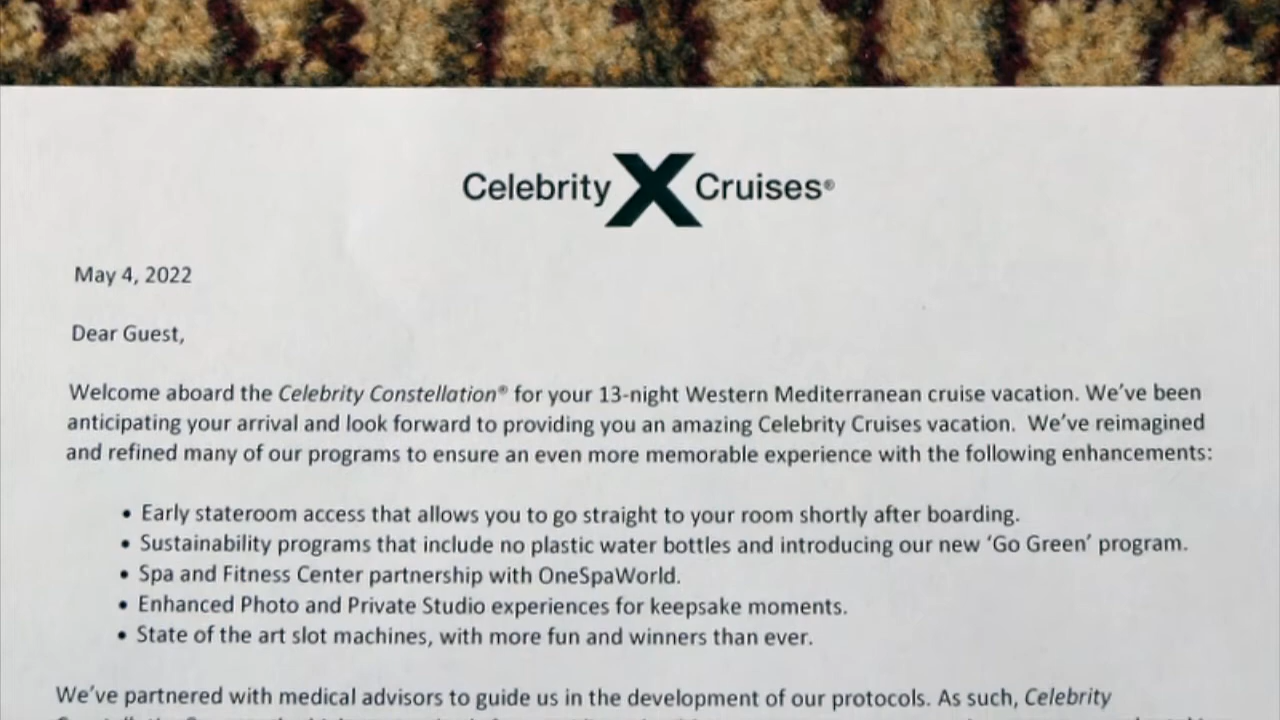 Celebrity X Cruises®
May 4, 2022
Dear Guest,
Welcome aboard the Celebrity Constellation® for your 13-night Western Mediterranean cruise vacation. We’ve been
anticipating your arrival and look forward to providing you an amazing Celebrity Cruises vacation.  We’ve reimagined
and refined many of our programs to ensure an even more memorable experience with the following enhancements:
• Early stateroom access that allows you to go straight to your room shortly after boarding.
• Sustainability programs that include no plastic water bottles and introducing our new ‘Go Green’ program.
• Spa and Fitness Center partnership with OneSpaWorld.
• Enhanced Photo and Private Studio experiences for keepsake moments.
• State of the art slot machines, with more fun and winners than ever.
We’ve partnered with medical advisors to guide us in the development of our protocols. As such, Celebrity